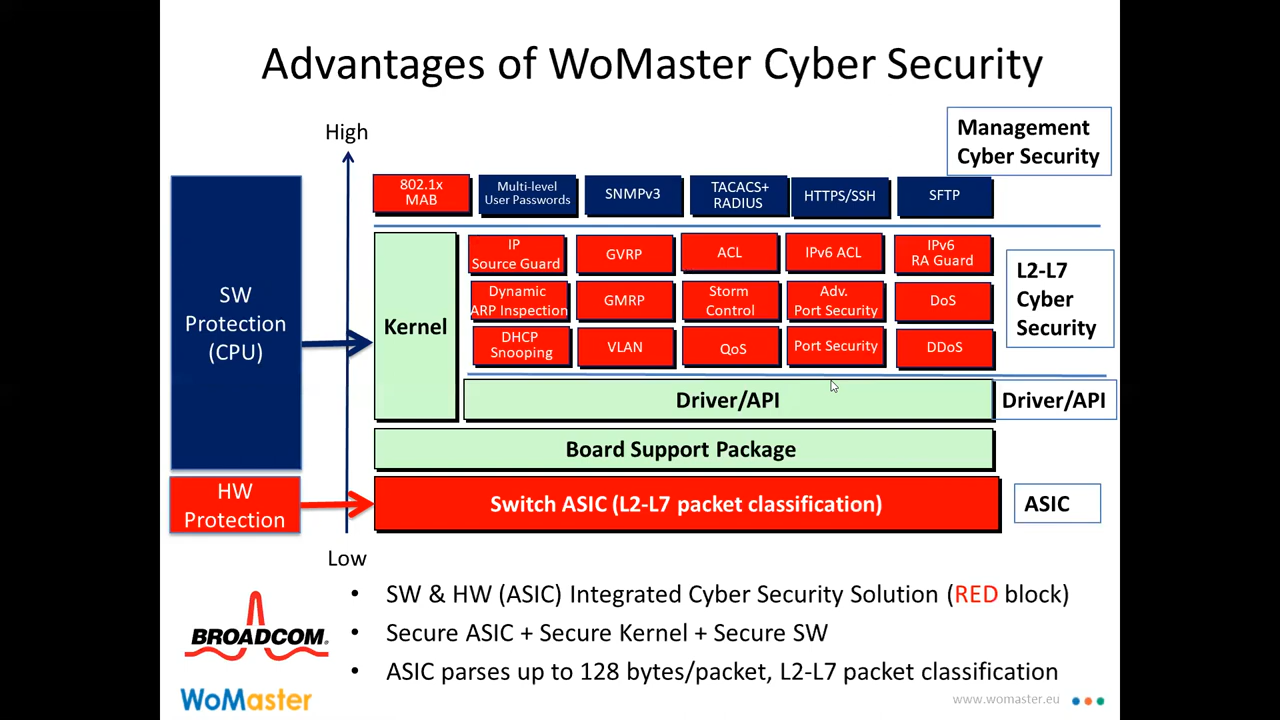 Advantages of WoMaster Cyber Security
High
Management
Cyber Security
802.1x
MAB
Multi-level
User Passwords
SNMPv3
TACACS+
RADIUS
HTTPS/SSH
SFTP
SW
Protection
(CPU)
Kernel
IP
Source Guard
GVRP
ACL
IPv6 ACL
IPv6
RA Guard
Dynamic
ARP Inspection
GMRP
Storm
Control
Adv.
Port Security
DoS
DHCP
Snooping
VLAN
QoS
Port Security
DDoS
L2-L7
Cyber
Security
Driver/API
Driver/API
Board Support Package
HW
Protection
Switch ASIC (L2-L7 packet classification)
ASIC
Low
• SW & HW (ASIC) Integrated Cyber Security Solution (RED block)
• Secure ASIC + Secure Kernel + Secure SW
• ASIC parses up to 128 bytes/packet, L2-L7 packet classification
BROADCOM.
WoMaster
www.womaster.eu